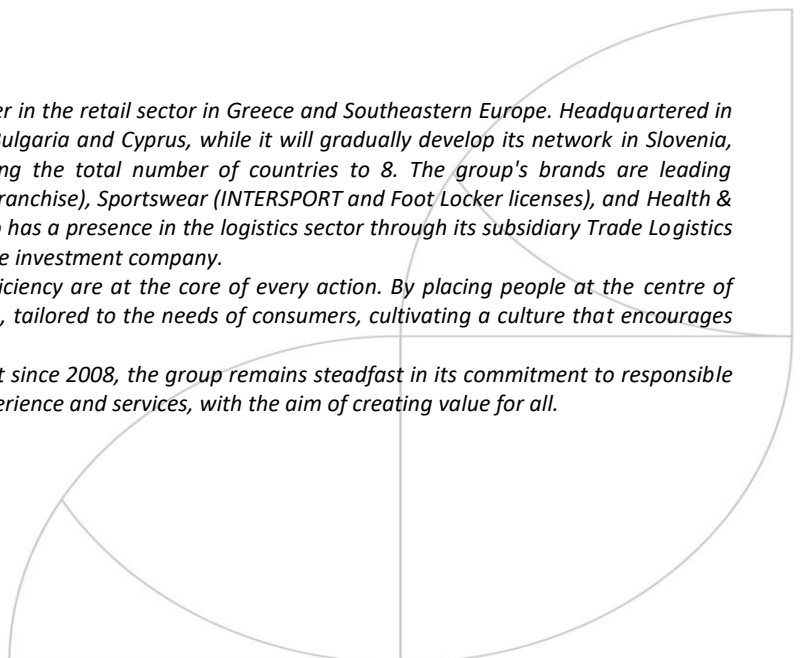 er in the retail sector in Greece and Southeastern Europe. Headquartered in
Bulgaria and Cyprus, while it will gradually develop its network in Slovenia,
ng the total number of countries to 8. The group's brands are leading
ranchise), Sportswear (INTERSPORT and Foot Locker licenses), and Health &
has a presence in the logistics sector through its subsidiary Trade Logistics
e investment company.
iciency are at the core of every action. By placing people at the centre of
, tailored to the needs of consumers, cultivating a culture that encourages
t since 2008, the group remains steadfast in its commitment to responsible
erience and services, with the aim of creating value for all.